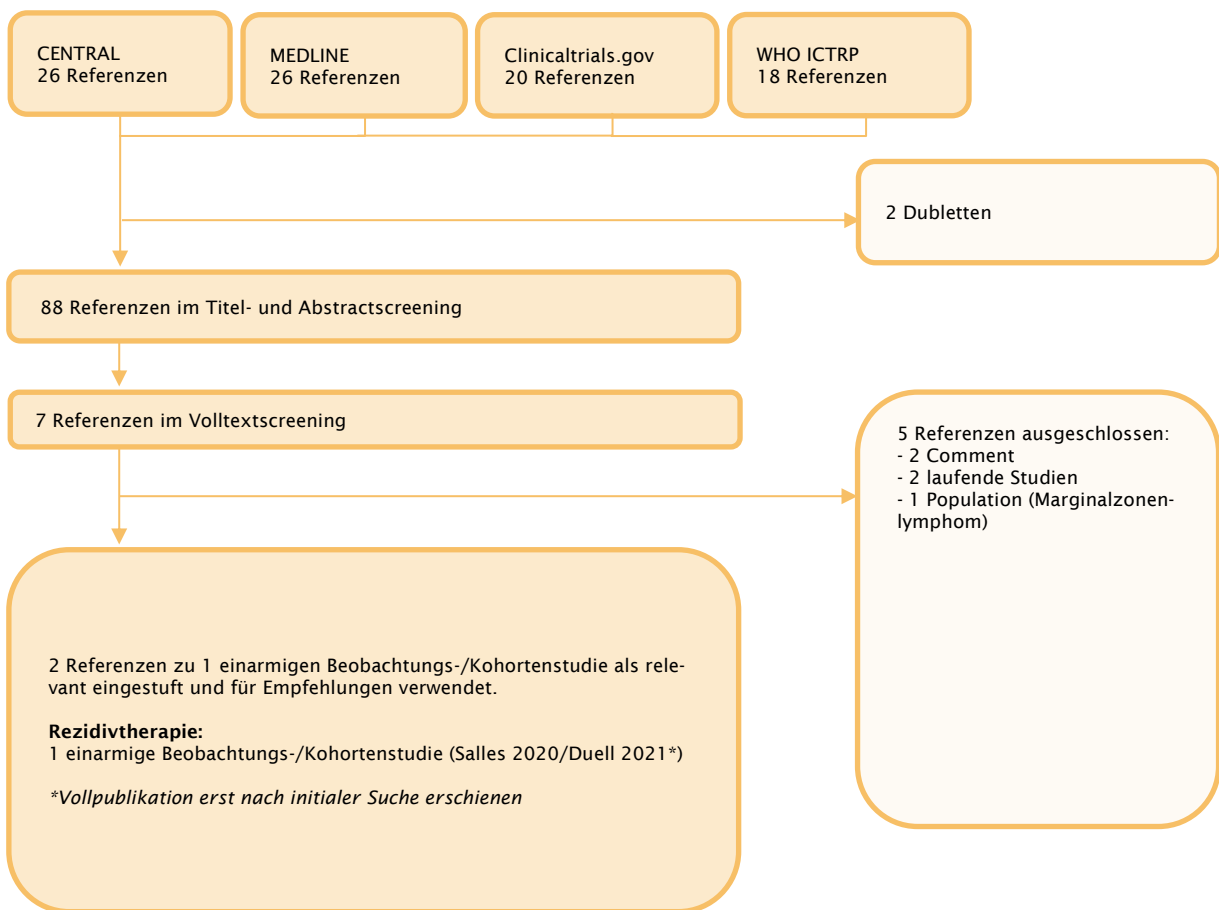 CENTRAL
26 Referenzen
MEDLINE
26 Referenzen
Clinicaltrials.gov
20 Referenzen
WHO ICTRP
18 Referenzen
2 Dubletten
88 Referenzen im Titel- und Abstractscreening
7 Referenzen im Volltextscreening
5 Referenzen ausgeschlossen:
- 2 Comment
- 2 laufende Studien
- 1 Population (Marginalzonen-
lymphom)
2 Referenzen zu 1 einarmigen Beobachtungs-/Kohortenstudie als rele-
vant eingestuft und für Empfehlungen verwendet.
Rezidivtherapie:
1 einarmige Beobachtungs-/Kohortenstudie (Salles 2020/Duell 2021*)
*Vollpublikation erst nach initialer Suche erschienen